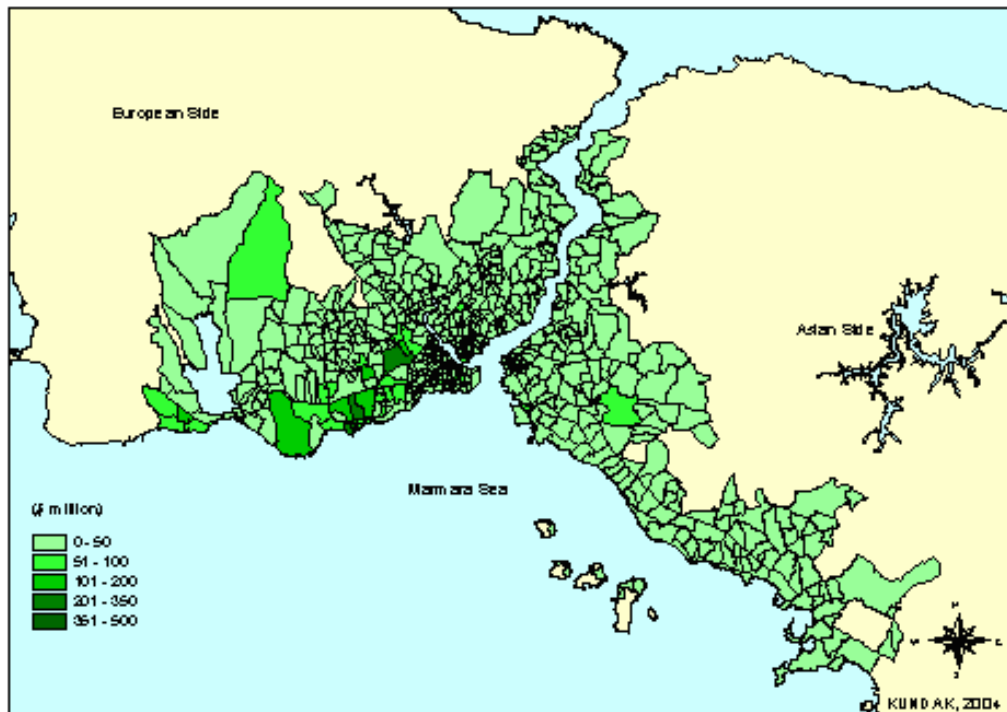 European Side
Asian Side
Marmara Sea
($ million)
0 - 50
51 - 100
101 - 200
201 - 350
351 - 500
N
W
E
S
KUNDAK, 2004